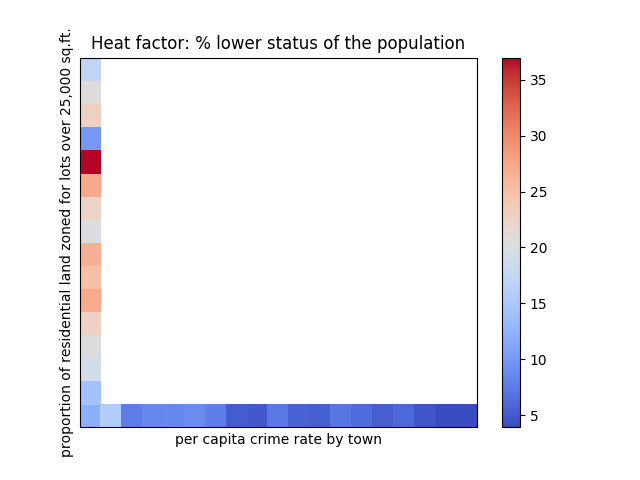 Heat factor: % lower status of the population
proportion of residential land zoned for lots over 25,000 sq.ft.
per capita crime rate by town
35
30
25
20
15
10
5